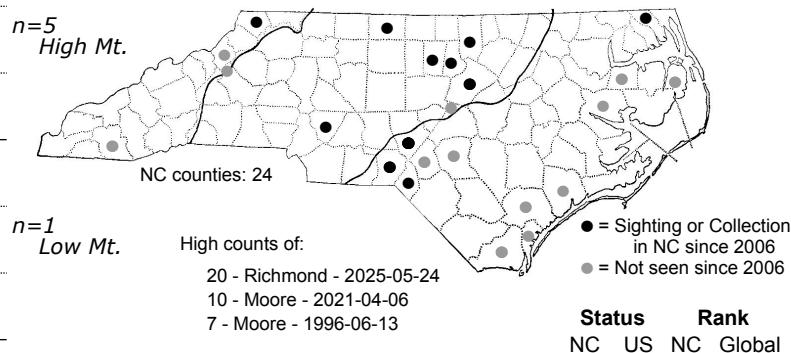 n=5
High Mt.
NC counties: 24
n=1
Low Mt.
High counts of:
20 - Richmond - 2025-05-24
10 - Moore - 2021-04-06
7 - Moore - 1996-06-13
= Sighting or Collection
in NC since 2006
= Not seen since 2006
Status Rank
NC US NC Global